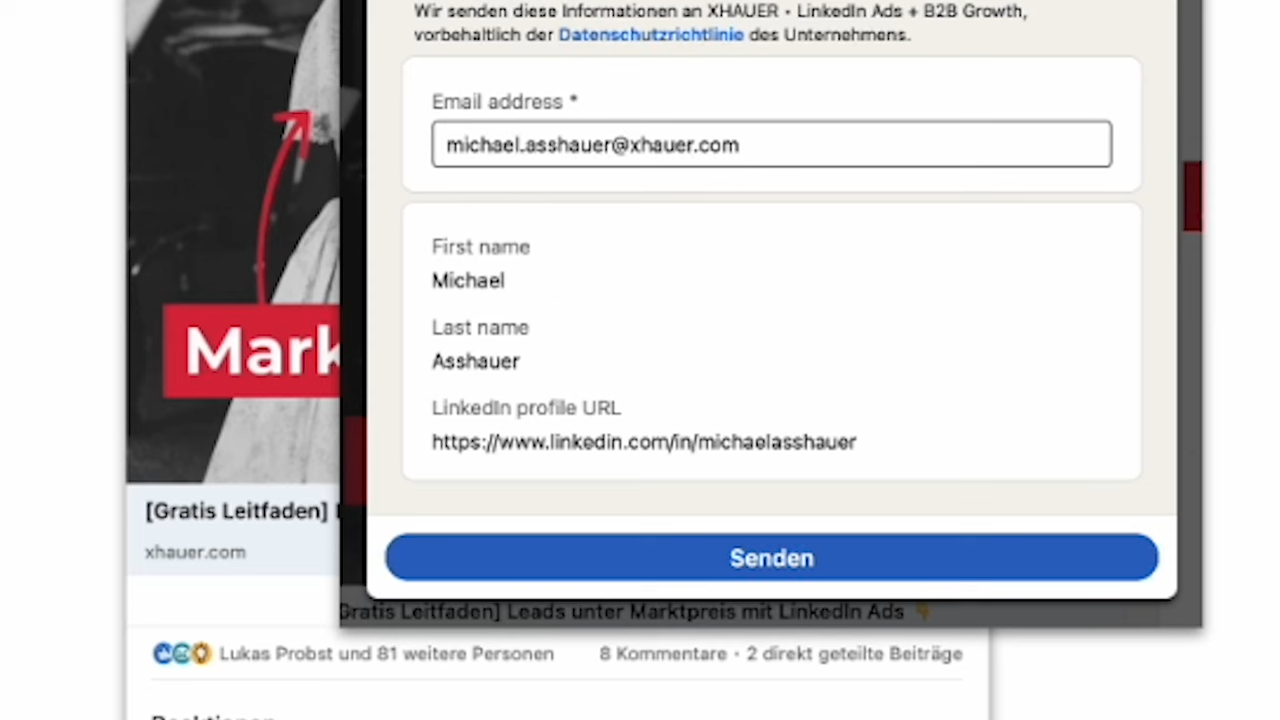 Wir senden diese Informationen an XHAUER • LinkedIn Ads + B2B Growth,
vorbehaltlich der Datenschutzrichtlinie des Unternehmens.
Email address *
michael.asshauer@xhauer.com
First name
Michael
Last name
Asshauer
LinkedIn profile URL
https://www.linkedin.com/in/michaelasshauer
Senden
Mark
[Gratis Leitfaden]
xhauer.com
Gratis Leitfaden] Leads unter Marktpreis mit LinkedIn Ads 👇
Lukas Probst und 81 weitere Personen
8 Kommentare • 2 direkt geteilte Beiträge